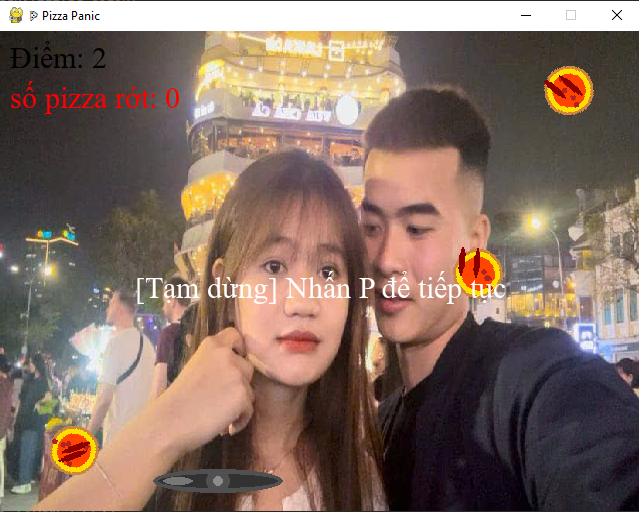 Pizza Panic
Điểm: 2
số pizza rớt: 0
[Tạm dừng] Nhấn P để tiếp tục